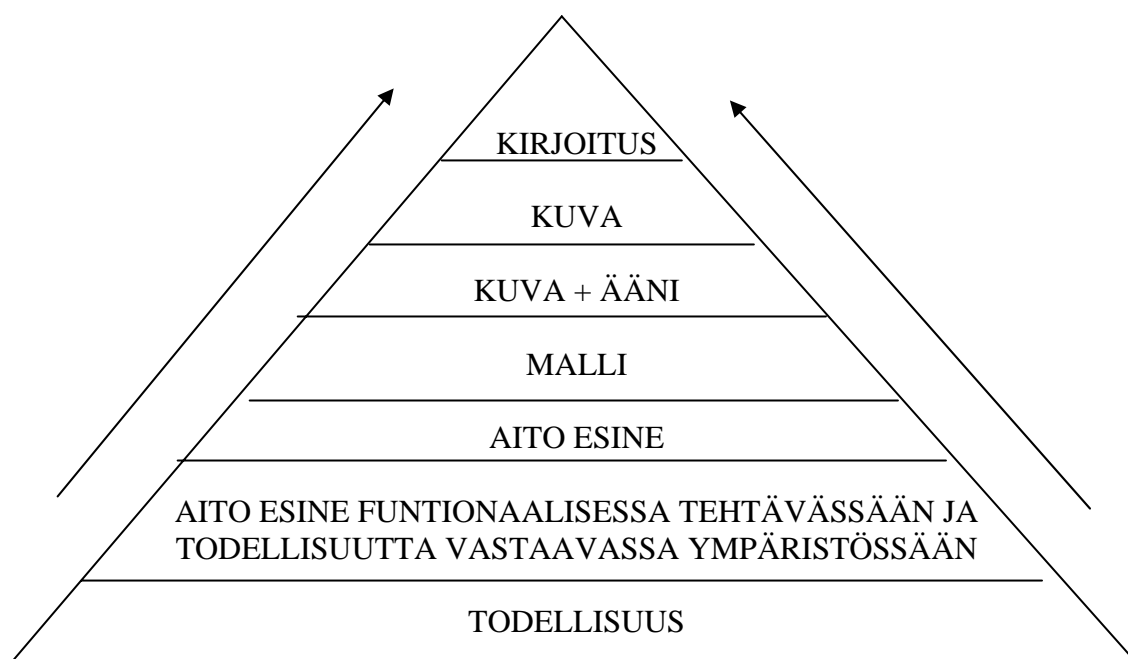 KIRJOITUS
KUVA
KUVA + ÄÄNI
MALLI
AITO ESINE
AITO ESINE FUNTIONAALISESSA TEHTÄVÄSSÄÄN JA
TODELLISUUTTA VASTAAVASSA YMPÄRISTÖSSÄÄN
TODELLISUUS